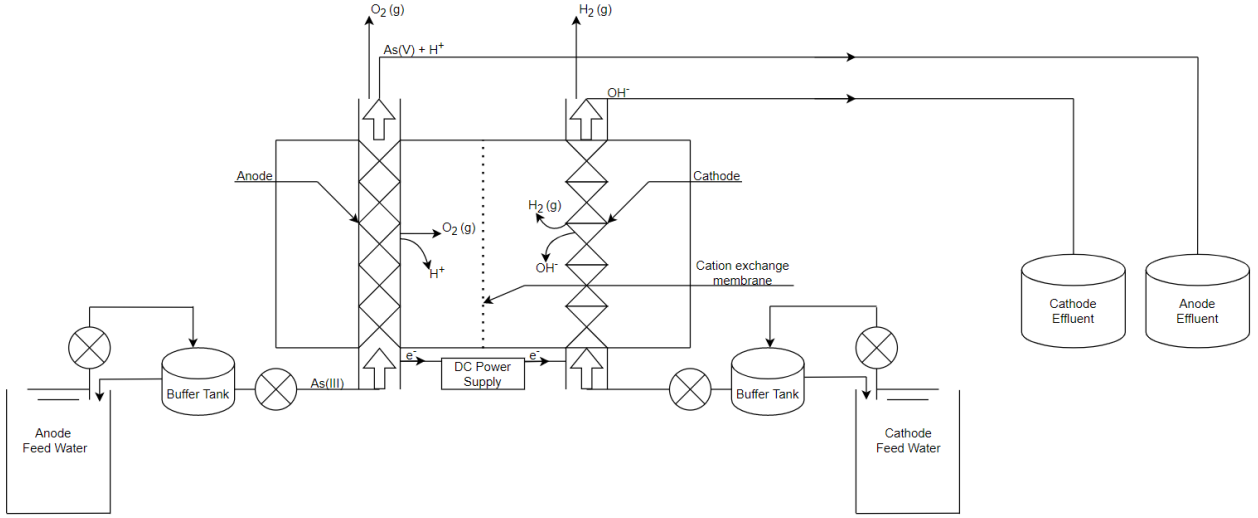 O₂ (g)
H₂ (g)
As(V) + H⁺
OH⁻
Anode
Cathode
H₂ (g)
O₂ (g)
OH⁻
H⁺
Cation exchange
membrane
Cathode
Effluent
Anode
Effluent
e⁻
e⁻
DC Power
Supply
As(III)
Buffer Tank
Buffer Tank
Anode
Feed Water
Cathode
Feed Water